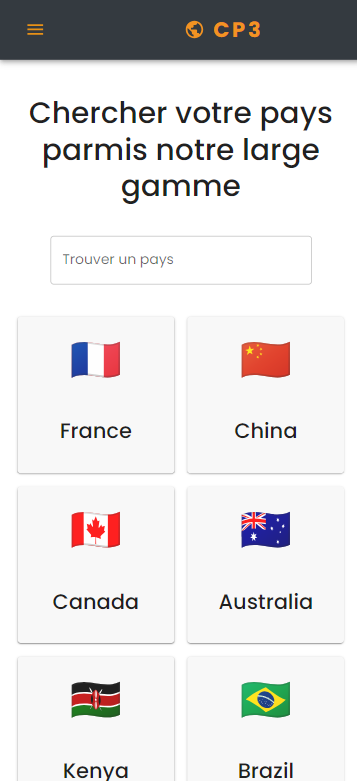 CP3
Chercher votre pays
parmis notre large
gamme
Trouver un pays
France
China
Canada
Australia
Kenya
Brazil